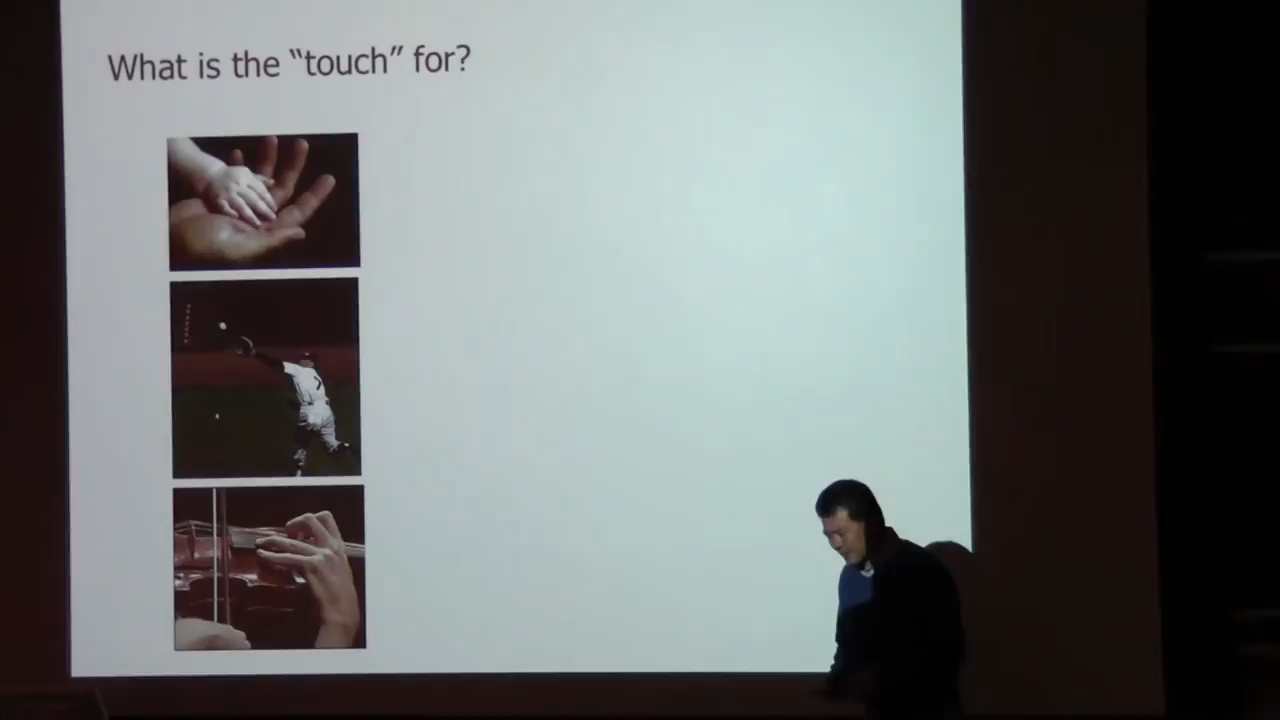 What is the “touch” for?